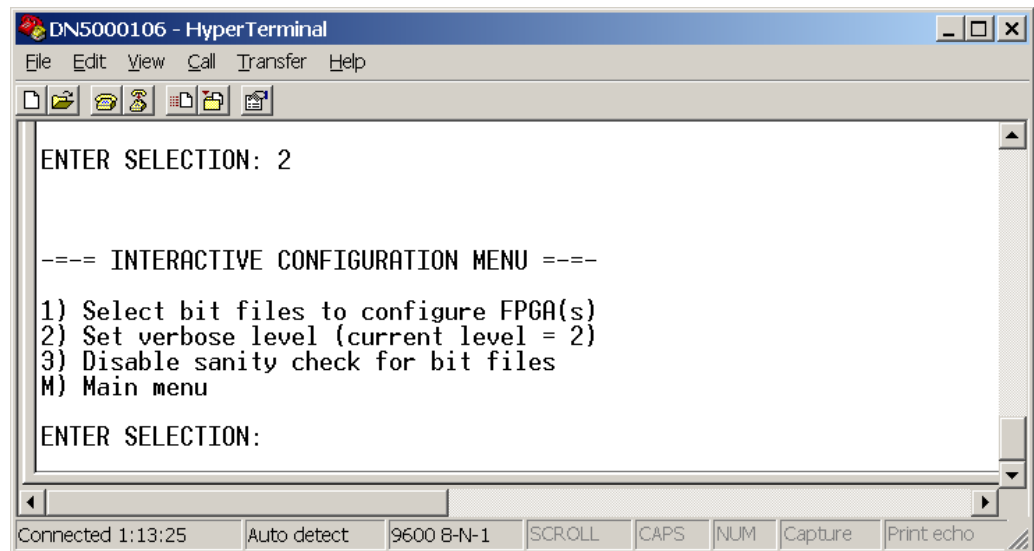 DN5000106 - HyperTerminal
File Edit View Call Transfer Help
ENTER SELECTION: 2
-=-= INTERACTIVE CONFIGURATION MENU =-=-
1) Select bit files to configure FPGA(s)
2) Set verbose level (current level = 2)
3) Disable sanity check for bit files
M) Main menu
ENTER SELECTION:
Connected 1:13:25 Auto detect 9600 8-N-1 SCROLL CAPS NUM Capture Print echo